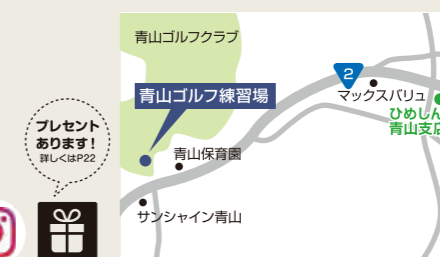 青山ゴルフクラブ
青山ゴルフ練習場
2
マックスバリュ
ひめしん
青山支店
プレゼント
あります！
詳しくはP22
青山保育園
サンシャイン青山